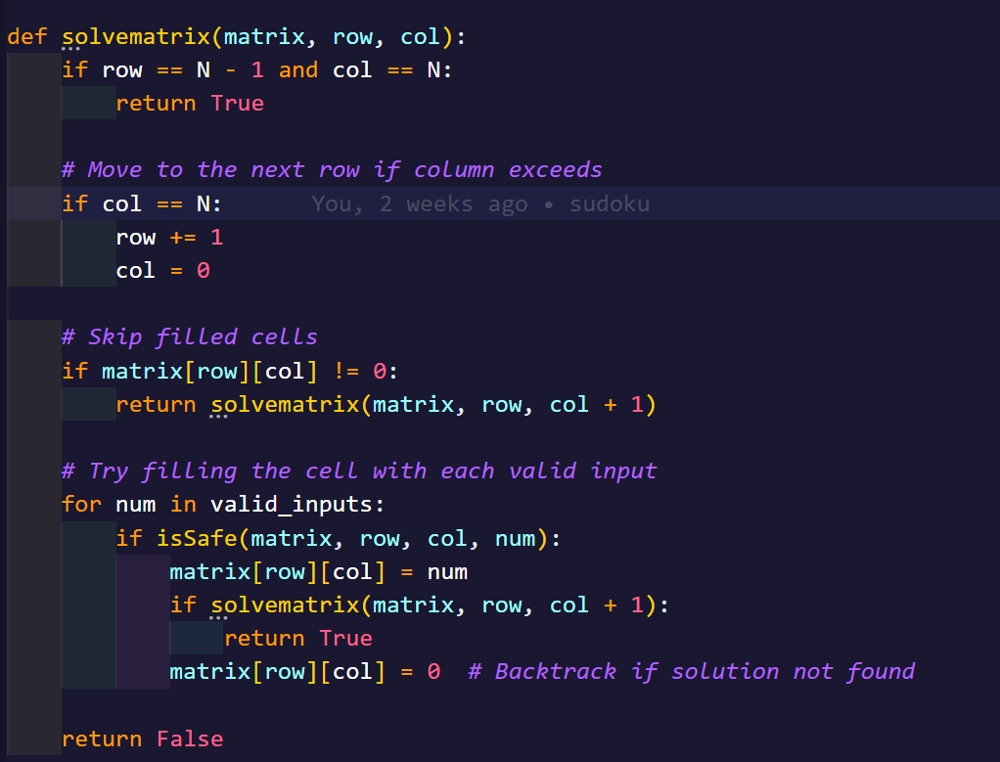 def solvematrix(matrix, row, col):
    if row == N - 1 and col == N:
        return True
    # Move to the next row if column exceeds
    if col == N:      You, 2 weeks ago • sudoku
        row += 1
        col = 0
    # Skip filled cells
    if matrix[row][col] != 0:
        return solvematrix(matrix, row, col + 1)
    # Try filling the cell with each valid input
    for num in valid_inputs:
        if isSafe(matrix, row, col, num):
            matrix[row][col] = num
            if solvematrix(matrix, row, col + 1):
                return True
            matrix[row][col] = 0  # Backtrack if solution not found
    return False